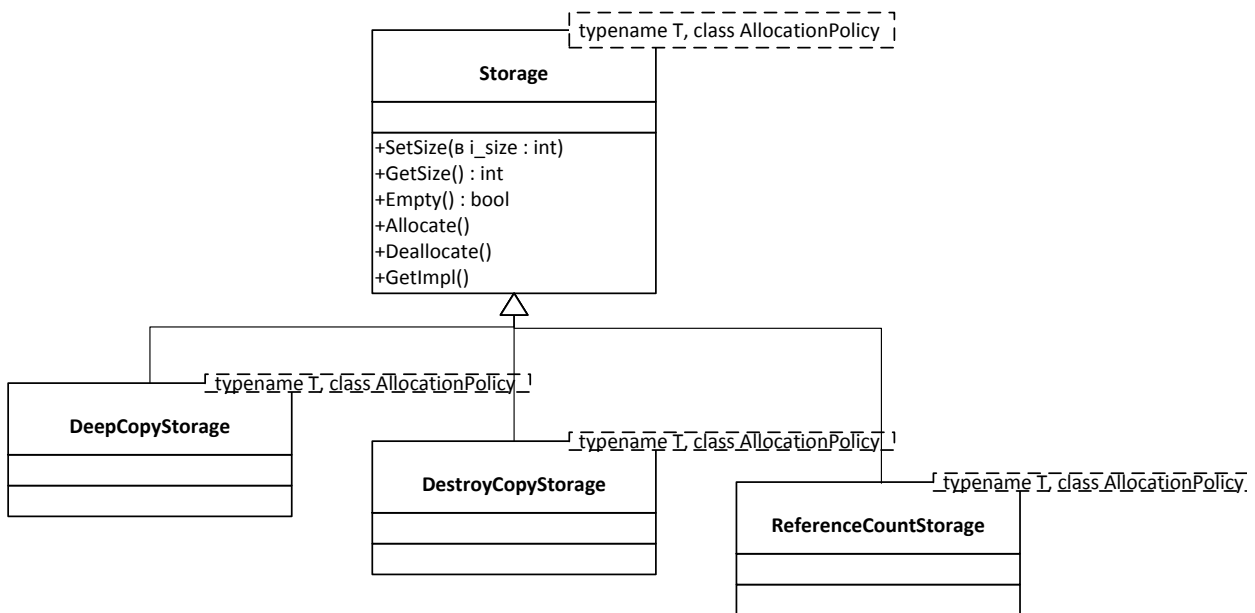 typename T, class AllocationPolicy
Storage
+SetSize(в i_size : int)
+GetSize() : int
+Empty() : bool
+Allocate()
+Deallocate()
+GetImpl()
typename T, class AllocationPolicy
DeepCopyStorage
typename T, class AllocationPolicy
DestroyCopyStorage
typename T, class AllocationPolicy
ReferenceCountStorage